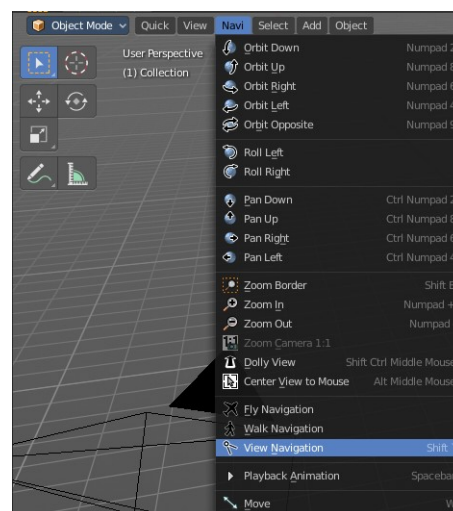 Object Mode Quick View Navi Select Add Object
User Perspective
(1) Collection
Orbit Down Numpad 2
Orbit Up Numpad 8
Orbit Right Numpad 6
Orbit Left Numpad 4
Orbit Opposite Numpad 9
Roll Left
Roll Right
Pan Down Ctrl Numpad 2
Pan Up Ctrl Numpad 8
Pan Right Ctrl Numpad 6
Pan Left Ctrl Numpad 4
Zoom Border Shift B
Zoom In Numpad +
Zoom Out Numpad
Zoom Camera 1:1
Dolly View Shift Ctrl Middle Mouse
Center View to Mouse Alt Middle Mouse
Fly Navigation
Walk Navigation
View Navigation Shift
Playback Animation Spacebar
Move